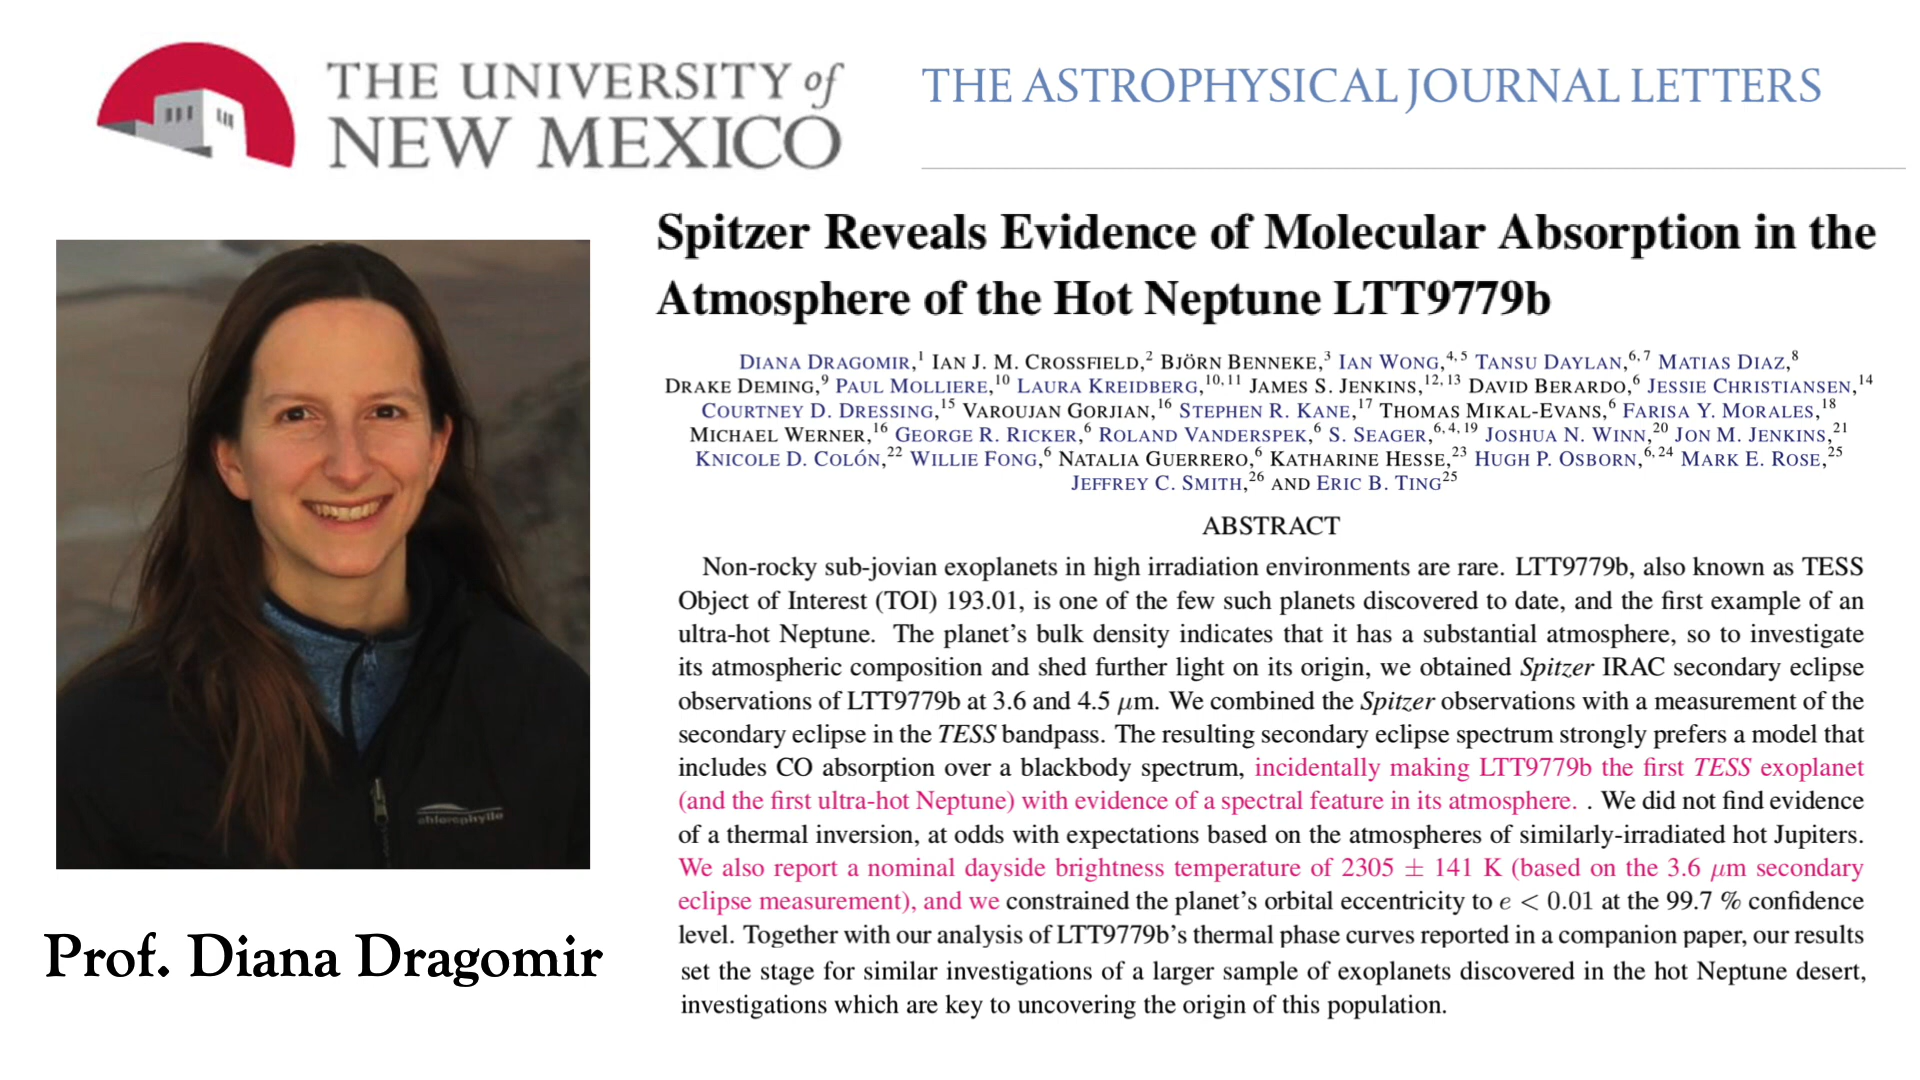 THE UNIVERSITY of
NEW MEXICO
THE ASTROPHYSICAL JOURNAL LETTERS
Spitzer Reveals Evidence of Molecular Absorption in the
Atmosphere of the Hot Neptune LTT9779b
DIANA DRAGOMIR,1 IAN J. M. CROSSFIELD,2 BJÖRN BENNEKE,3 IAN WONG,4,5 TANSU DAYLAN,6,7 MATIAS DIAZ,8
DRAKE DEMING,9 PAUL MOLLIERE,10 LAURA KREIDBERG,10,11 JAMES S. JENKINS,12,13 DAVID BERARDO,6 JESSIE CHRISTIANSEN,14
COURTNEY D. DRESSING,15 VAROUJAN GORJIAN,16 STEPHEN R. KANE,17 THOMAS MIKAL-EVANS,6 FARISA Y. MORALES,18
MICHAEL WERNER,16 GEORGE R. RICKER,6 ROLAND VANDERSPEK,6 S. SEAGER,6,4,19 JOSHUA N. WINN,20 JON M. JENKINS,21
KNICOLE D. COLÓN,22 WILLIE FONG,6 NATALIA GUERRERO,6 KATHARINE HESSE,23 HUGH P. OSBORN,6,24 MARK E. ROSE,25
JEFFREY C. SMITH,26 AND ERIC B. TING25
ABSTRACT
Non-rocky sub-jovian exoplanets in high irradiation environments are rare. LTT9779b, also known as TESS
Object of Interest (TOI) 193.01, is one of the few such planets discovered to date, and the first example of an
ultra-hot Neptune. The planet's bulk density indicates that it has a substantial atmosphere, so to investigate
its atmospheric composition and shed further light on its origin, we obtained Spitzer IRAC secondary eclipse
observations of LTT9779b at 3.6 and 4.5 μm. We combined the Spitzer observations with a measurement of the
secondary eclipse in the TESS bandpass. The resulting secondary eclipse spectrum strongly prefers a model that
includes CO absorption over a blackbody spectrum, incidentally making LTT9779b the first TESS exoplanet
(and the first ultra-hot Neptune) with evidence of a spectral feature in its atmosphere. . We did not find evidence
of a thermal inversion, at odds with expectations based on the atmospheres of similarly-irradiated hot Jupiters.
We also report a nominal dayside brightness temperature of 2305 ± 141 K (based on the 3.6 μm secondary
eclipse measurement), and we constrained the planet's orbital eccentricity to e < 0.01 at the 99.7 % confidence
level. Together with our analysis of LTT9779b's thermal phase curves reported in a companion paper, our results
set the stage for similar investigations of a larger sample of exoplanets discovered in the hot Neptune desert,
investigations which are key to uncovering the origin of this population.
chlorophylle
Prof. Diana Dragomir